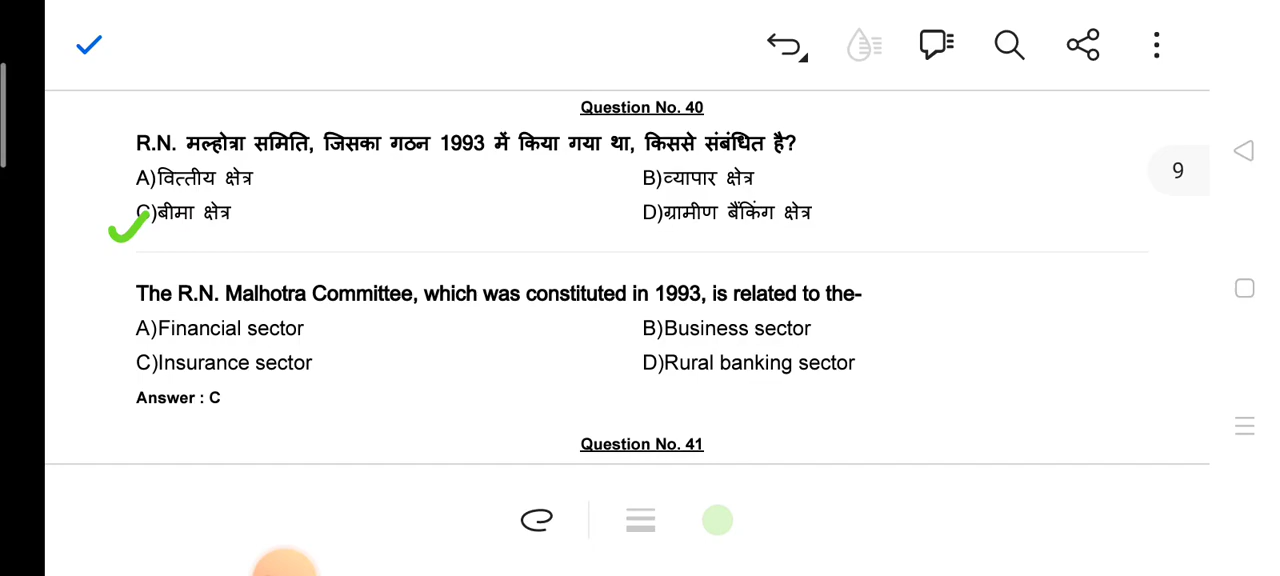 Question No. 40
R.N. मल्होत्रा समिति, जिसका गठन 1993 में किया गया था, किससे संबंधित है?
A)वित्तीय क्षेत्र B)व्यापार क्षेत्र
C)बीमा क्षेत्र D)ग्रामीण बैंकिंग क्षेत्र
9
The R.N. Malhotra Committee, which was constituted in 1993, is related to the-
A)Financial sector B)Business sector
C)Insurance sector D)Rural banking sector
Answer : C
Question No. 41